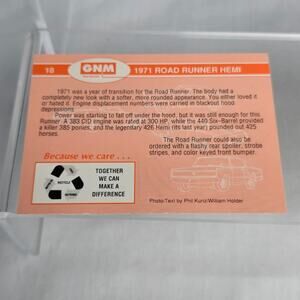 18
GNM
1971 ROAD RUNNER HEMI
1971 was a year of transition for the Road Runner. The body had a
completely new look with a softer, more rounded appearance. You either loved it
or hated it. Engine displacement numbers were carried in blackout hood
depressions.
Power was starting to fall off under the hood, but it was still enough for this
Runner. A 383 CID engine was rated at 300 HP, while the 440 Six-Barrel provided
a killer 385 ponies, and the legendary 426 Hemi (its last year) pounded out 425
horses.
The Road Runner could also be
ordered with a flashy rear spoiler, strobe
stripes, and color keyed front bumper.
Because we care . . .
TOGETHER
WE CAN
MAKE A
DIFFERENCE
RECYCLE
Photo-Text by Phil Kunz/William Holder